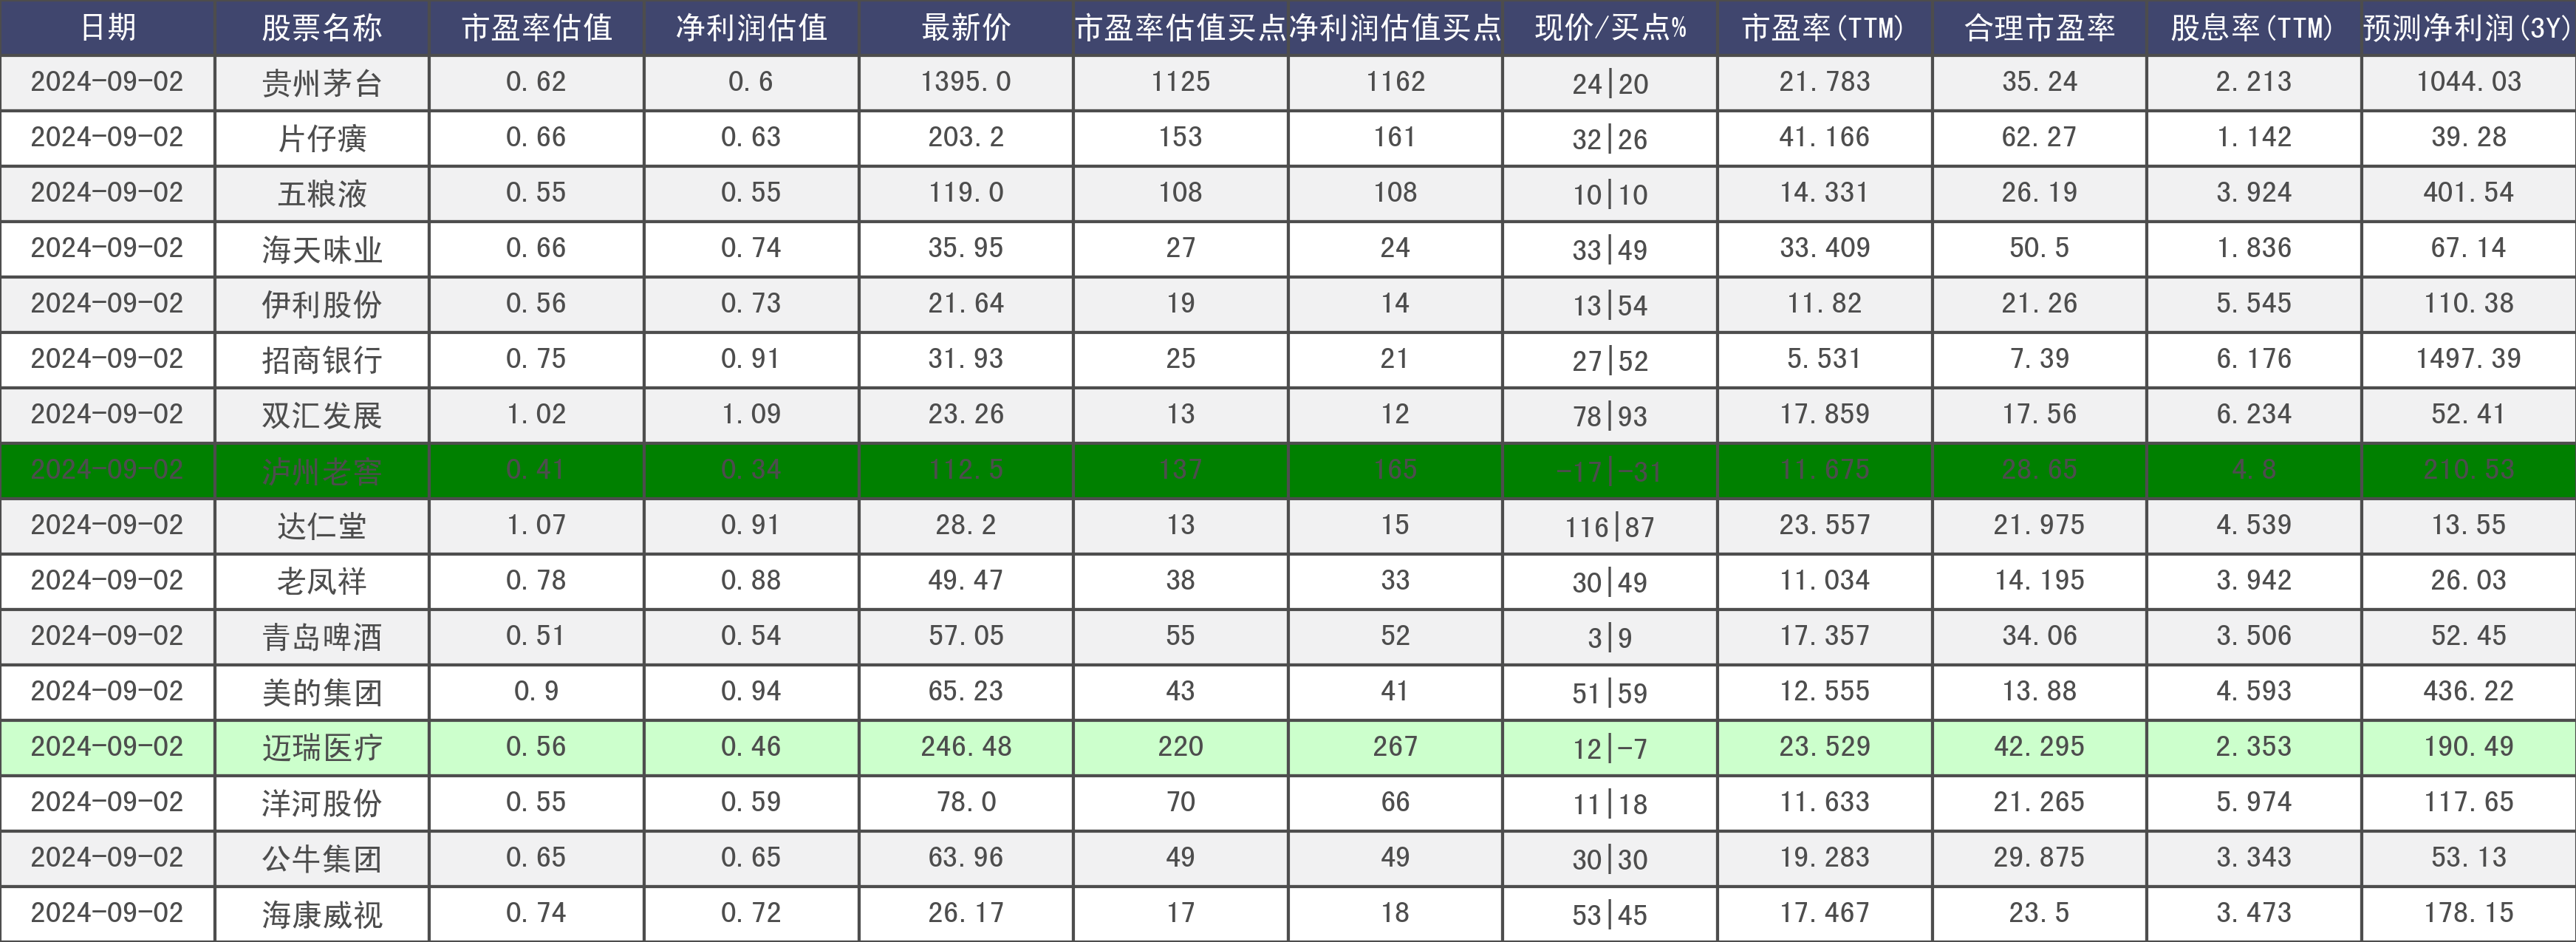 日期 股票名称 市盈率估值 净利润估值 最新价 市盈率估值买点 净利润估值买点 现价/买点% 市盈率(TTM) 合理市盈率 股息率(TTM) 预测净利润(3Y)
2024-09-02 贵州茅台 0.62 0.6 1395.0 1125 1162 24|20 21.783 35.24 2.213 1044.03
2024-09-02 片仔癀 0.66 0.63 203.2 153 161 32|26 41.166 62.27 1.142 39.28
2024-09-02 五粮液 0.55 0.55 119.0 108 108 10|10 14.331 26.19 3.924 401.54
2024-09-02 海天味业 0.66 0.74 35.95 27 24 33|49 33.409 50.5 1.836 67.14
2024-09-02 伊利股份 0.56 0.73 21.64 19 14 13|54 11.82 21.26 5.545 110.38
2024-09-02 招商银行 0.75 0.91 31.93 25 21 27|52 5.531 7.39 6.176 1497.39
2024-09-02 双汇发展 1.02 1.09 23.26 13 12 78|93 17.859 17.56 6.234 52.41
2024-09-02 泸州老窖 0.41 0.34 112.5 137 165 -17|-31 11.675 28.65 4.8 210.53
2024-09-02 达仁堂 1.07 0.91 28.2 13 15 116|87 23.557 21.975 4.539 13.55
2024-09-02 老凤祥 0.78 0.88 49.47 38 33 30|49 11.034 14.195 3.942 26.03
2024-09-02 青岛啤酒 0.51 0.54 57.05 55 52 3|9 17.357 34.06 3.506 52.45
2024-09-02 美的集团 0.9 0.94 65.23 43 41 51|59 12.555 13.88 4.593 436.22
2024-09-02 迈瑞医疗 0.56 0.46 246.48 220 267 12|-7 23.529 42.295 2.353 190.49
2024-09-02 洋河股份 0.55 0.59 78.0 70 66 11|18 11.633 21.265 5.974 117.65
2024-09-02 公牛集团 0.65 0.65 63.96 49 49 30|30 19.283 29.875 3.343 53.13
2024-09-02 海康威视 0.74 0.72 26.17 17 18 53|45 17.467 23.5 3.473 178.15